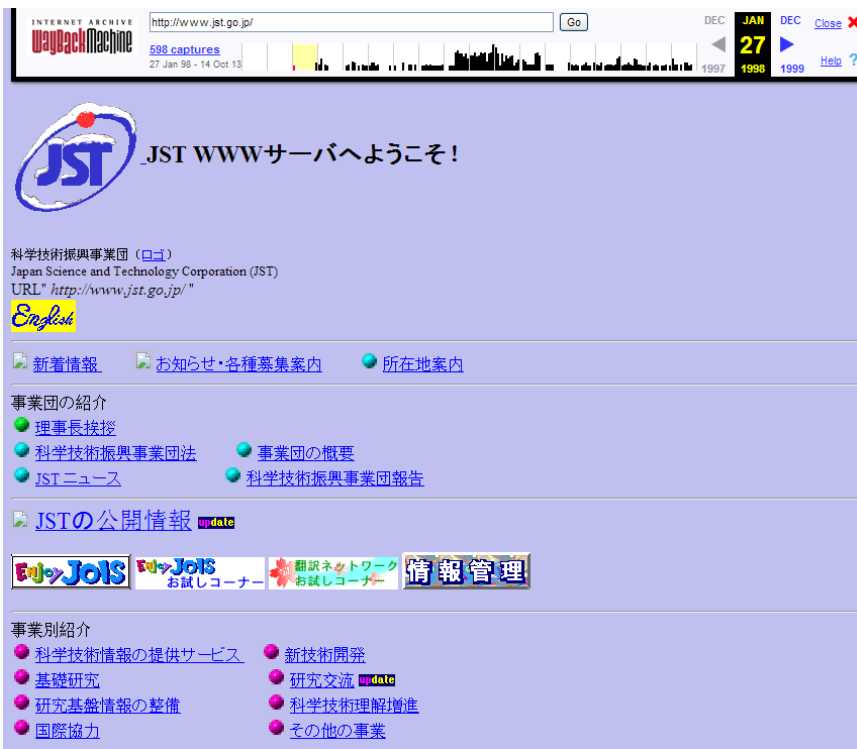 INTERNET ARCHIVE
WayBackMachine
http://www.jst.go.jp/ Go
598 captures
27 Jan 98 - 14 Oct 13
DEC JAN DEC
27
1997 1998 1999
Close
Help ?
JST JST WWWサーバへようこそ!
科学技術振興事業団(ロゴ)
Japan Science and Technology Corporation (JST)
URL" http://www.jst.go.jp/ "
English
新着情報 お知らせ・各種募集案内 所在地案内
事業団の紹介
理事長挨拶
科学技術振興事業団法 事業団の概要
JSTニュース 科学技術振興事業団報告
JSTの公開情報 update
Enjoy JOIS Enjoy JOIS お試しコーナー 翻訳ネットワーク お試しコーナー 情報管理
事業別紹介
科学技術情報の提供サービス 新技術開発
基礎研究 研究交流 update
研究基盤情報の整備 科学技術理解増進
国際協力 その他の事業